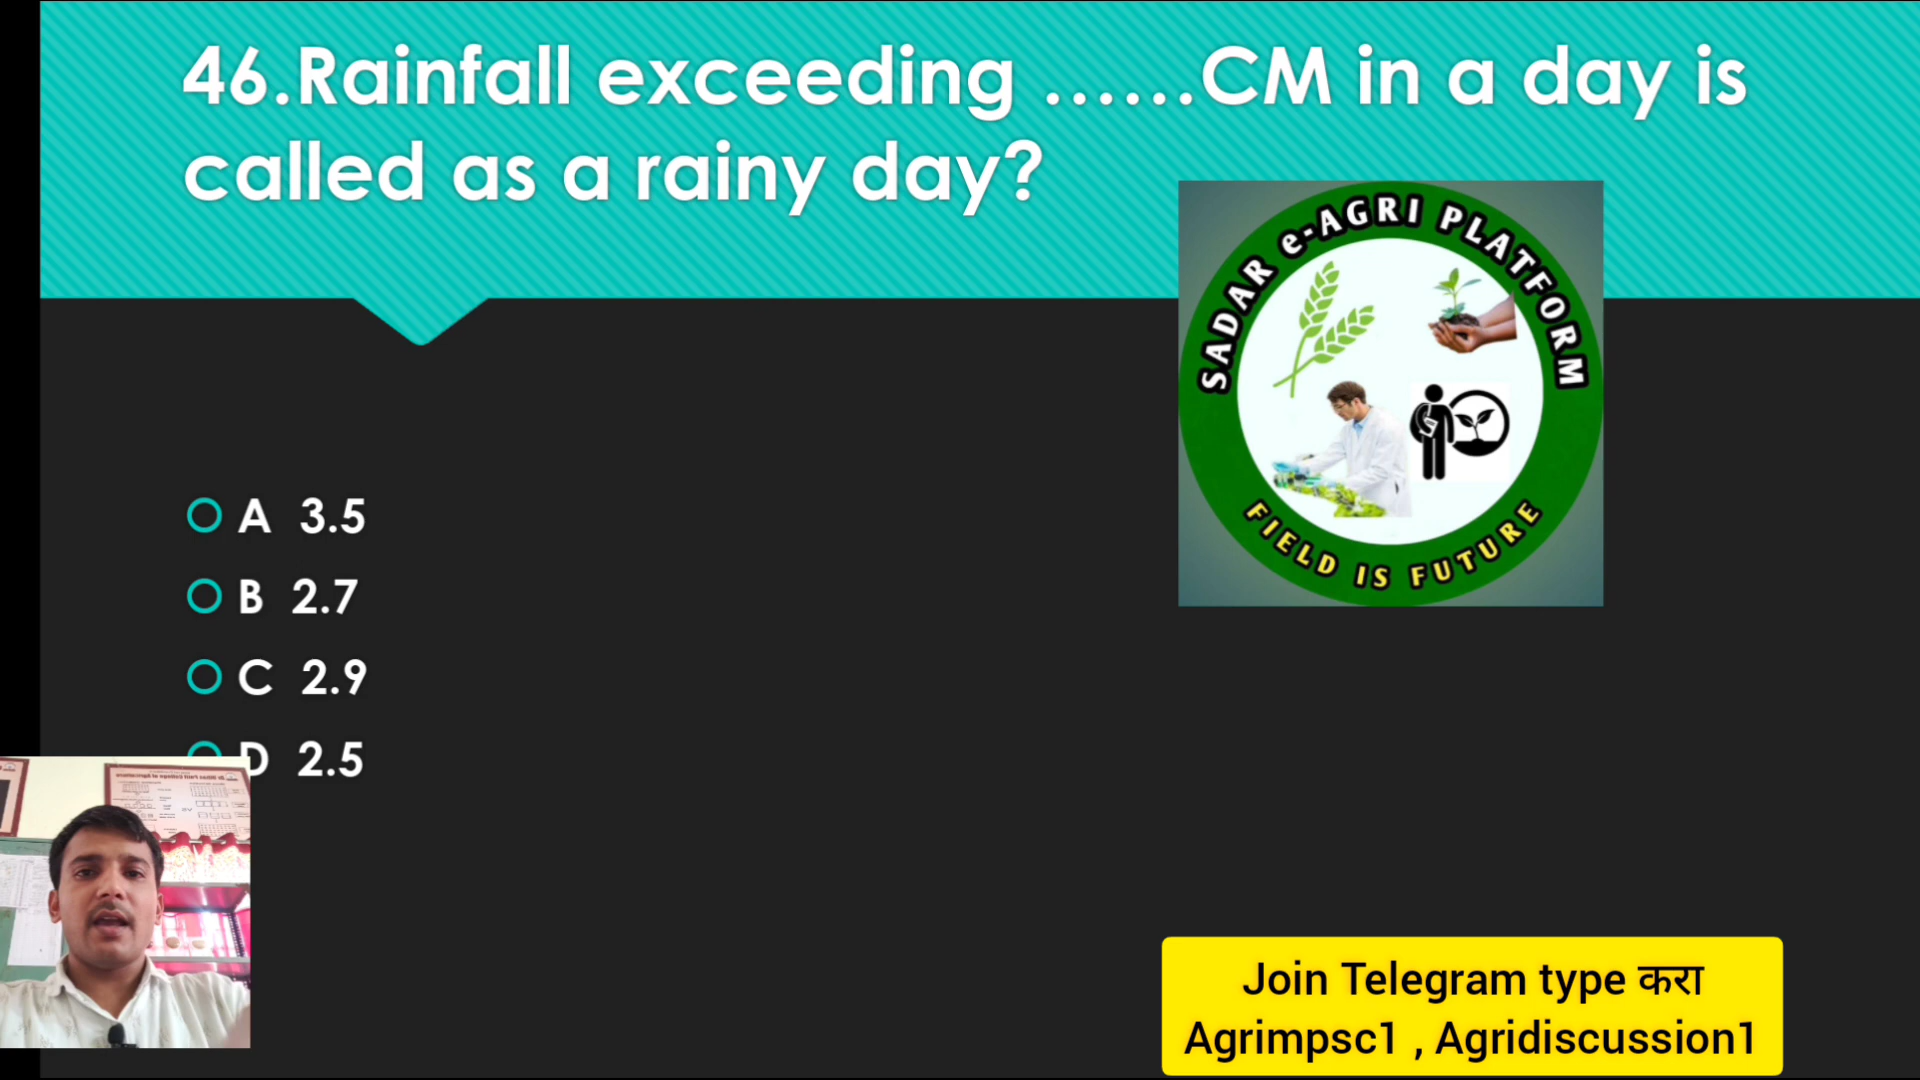 46.Rainfall exceeding ......CM in a day is
called as a rainy day?
SADAR e-AGRI PLATFORM
FIELD IS FUTURE
A 3.5
B 2.7
C 2.9
D 2.5
Join Telegram type करा
Agrimpsc1 , Agridiscussion1